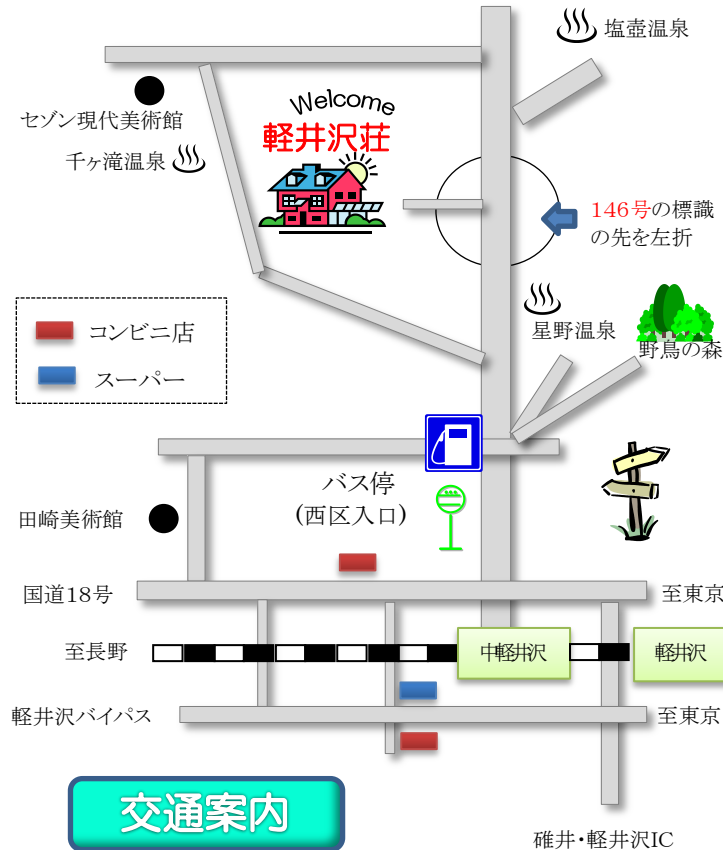 塩壺温泉
セゾン現代美術館
Welcome
軽井沢荘
千ヶ滝温泉
146号の標識
の先を左折
星野温泉
野鳥の森
コンビニ店
スーパー
バス停
(西区入口)
田崎美術館
国道18号
至東京
至長野
中軽井沢
軽井沢
軽井沢バイパス
至東京
交通案内
碓井・軽井沢IC